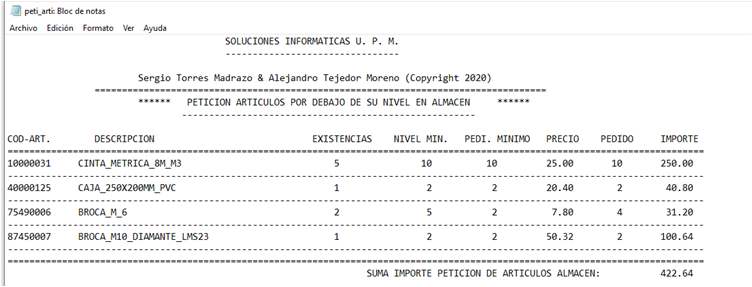 peti_arti: Bloc de notas
Archivo Edición Formato Ver Ayuda
SOLUCIONES INFORMATICAS U. P. M.
--------------------------------
Sergio Torres Madrazo & Alejandro Tejedor Moreno (Copyright 2020)
===================================================================================
****** PETICION ARTICULOS POR DEBAJO DE SU NIVEL EN ALMACEN ******
------------------------------------------------------
COD-ART. DESCRIPCION EXISTENCIAS NIVEL MIN. PEDI. MINIMO PRECIO PEDIDO IMPORTE
================================================================================================================================
10000031 CINTA_METRICA_8M_M3 5 10 10 25.00 10 250.00
--------------------------------------------------------------------------------------------------------------------------------
40000125 CAJA_250X200MM_PVC 1 2 2 20.40 2 40.80
--------------------------------------------------------------------------------------------------------------------------------
75490006 BROCA_M_6 2 5 2 7.80 4 31.20
--------------------------------------------------------------------------------------------------------------------------------
87450007 BROCA_M10_DIAMANTE_LMS23 1 2 2 50.32 2 100.64
--------------------------------------------------------------------------------------------------------------------------------
================================================================================================================================
SUMA IMPORTE PETICION DE ARTICULOS ALMACEN: 422.64